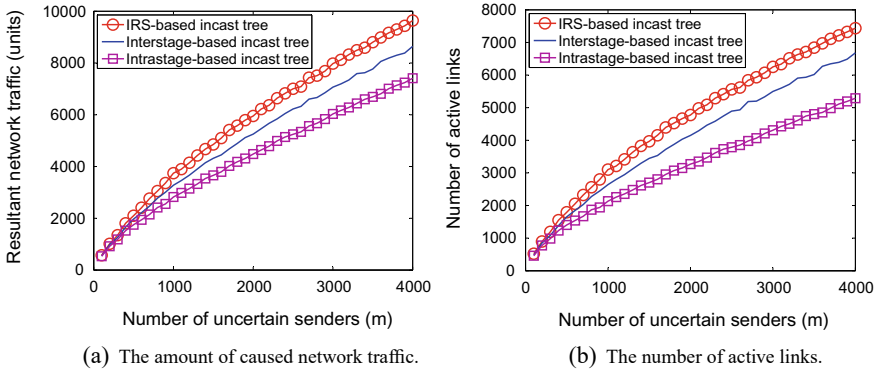 Resultant network traffic (units)
10000
8000
6000
4000
2000
0
IRS-based incast tree
Interstage-based incast tree
Intrastage-based incast tree
0 1000 2000 3000 4000
Number of uncertain senders (m)
(a) The amount of caused network traffic.
Number of active links
8000
7000
6000
5000
4000
3000
2000
1000
0
IRS-based incast tree
Interstage-based incast tree
Intrastage-based incast tree
0 1000 2000 3000 4000
Number of uncertain senders (m)
(b) The number of active links.